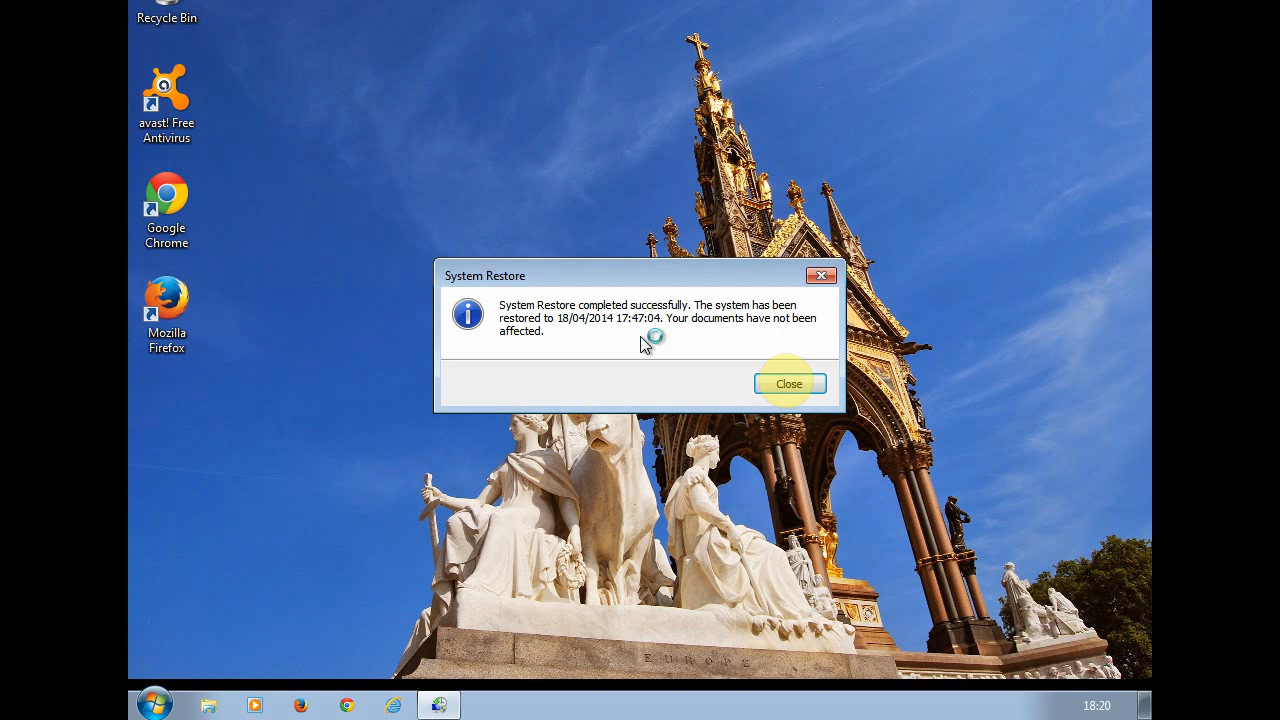 Recycle Bin
avast! Free
Antivirus
Google
Chrome
Mozilla
Firefox
System Restore
System Restore completed successfully. The system has been
restored to 18/04/2014 17:47:04. Your documents have not been
affected.
Close
EUROPE
18:20